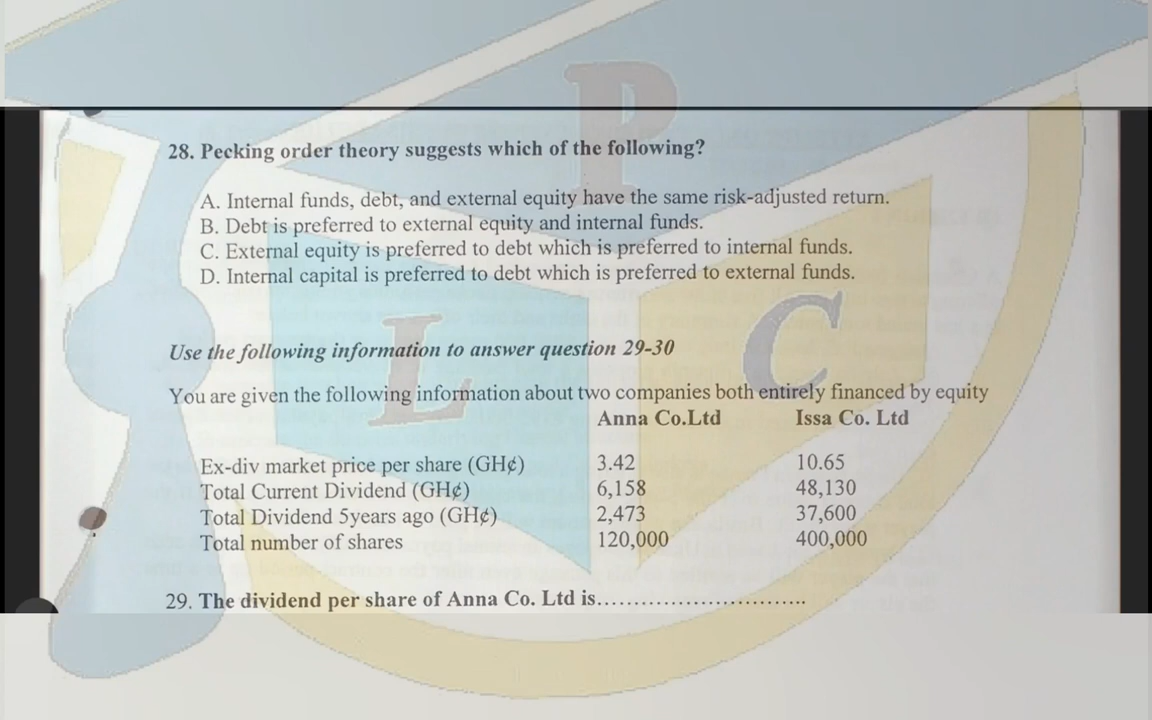 28. Pecking order theory suggests which of the following?
A. Internal funds, debt, and external equity have the same risk-adjusted return.
B. Debt is preferred to external equity and internal funds.
C. External equity is preferred to debt which is preferred to internal funds.
D. Internal capital is preferred to debt which is preferred to external funds.
Use the following information to answer question 29-30
You are given the following information about two companies both entirely financed by equity
Anna Co.Ltd Issa Co. Ltd
Ex-div market price per share (GH¢) 3.42 10.65
Total Current Dividend (GH¢) 6,158 48,130
Total Dividend 5years ago (GH¢) 2,473 37,600
Total number of shares 120,000 400,000
29. The dividend per share of Anna Co. Ltd is...............................
P
L C